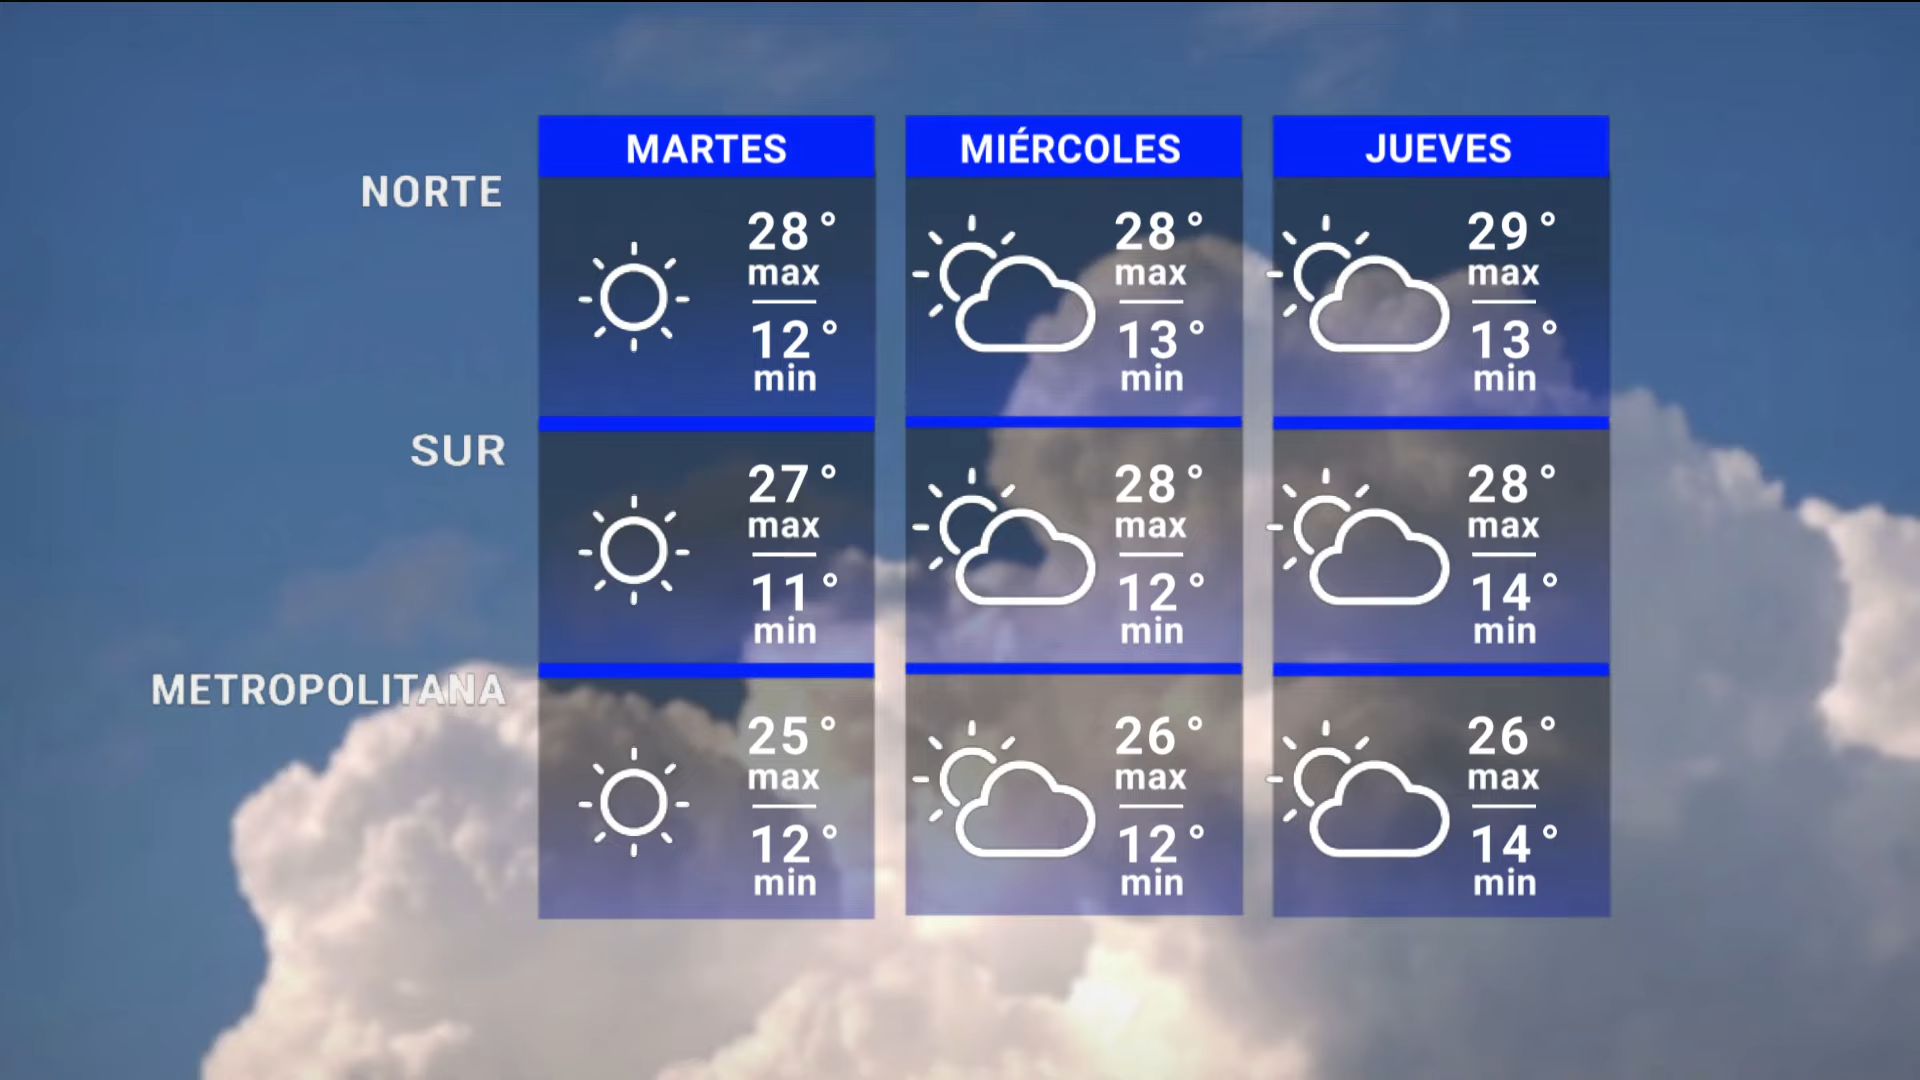 MARTES
MIÉRCOLES
JUEVES
NORTE
28°
max
12°
min
28°
max
13°
min
29°
max
13°
min
SUR
27°
max
11°
min
28°
max
12°
min
28°
max
14°
min
METROPOLITANA
25°
max
12°
min
26°
max
12°
min
26°
max
14°
min